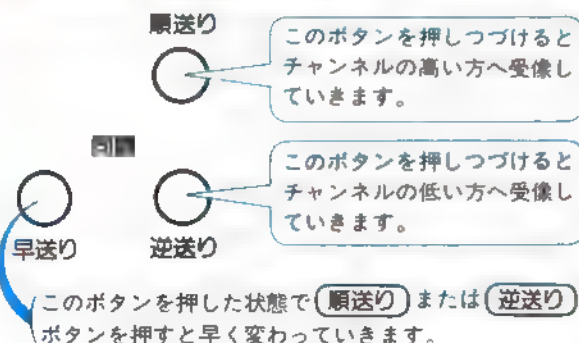 順送り
このボタンを押しつづけると
チャンネルの高い方へ受像し
ていきます。
このボタンを押しつづけると
チャンネルの低い方へ受像し
ていきます。
早送り
逆送り
このボタンを押した状態で 順送り または 逆送り
ボタンを押すと早く変わっていきます。